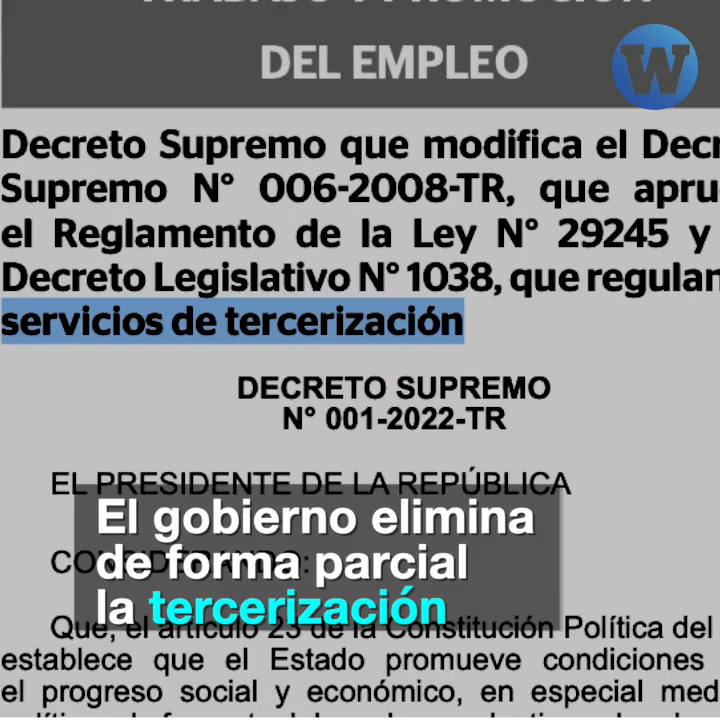 TRABAJO Y PROMOCIÓN
DEL EMPLEO
W
Decreto Supremo que modifica el Decr
Supremo N° 006-2008-TR, que apru
el Reglamento de la Ley N° 29245 y
Decreto Legislativo N° 1038, que regulan
servicios de tercerización
DECRETO SUPREMO
N° 001-2022-TR
EL PRESIDENTE DE LA REPÚBLICA
CONSIDERANDO:
El gobierno elimina
de forma parcial
la tercerización
Que, el artículo 23 de la Constitución Política del
establece que el Estado promueve condiciones
el progreso social y económico, en especial med